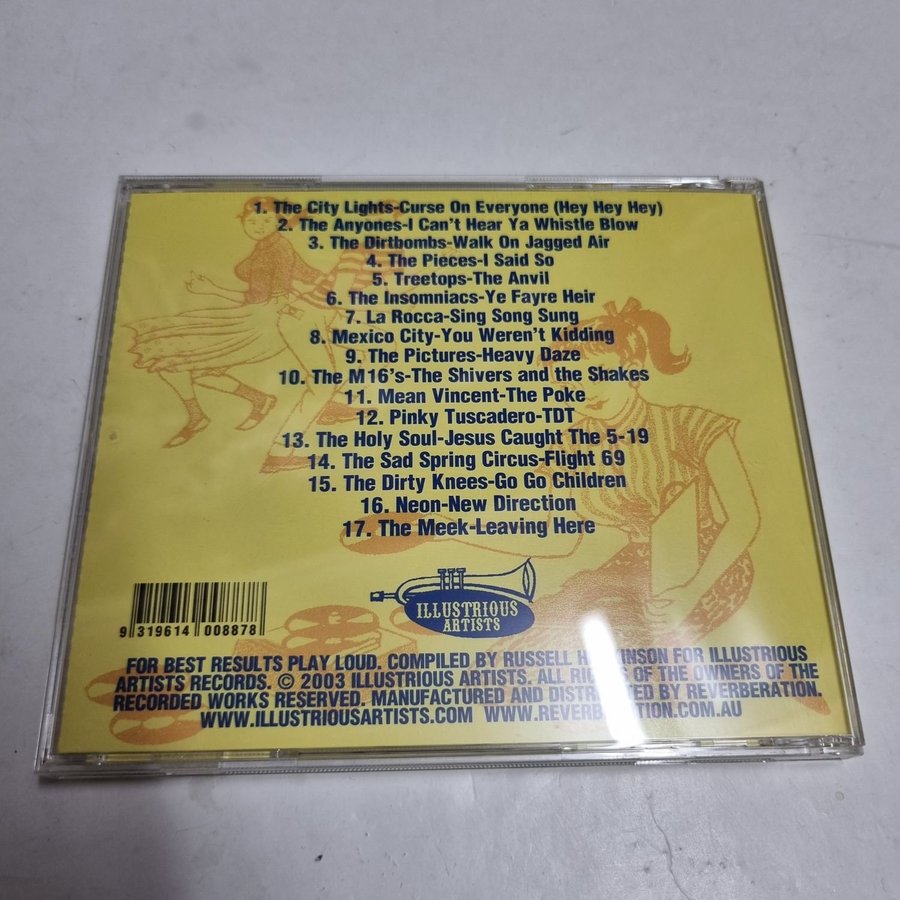 1. The City Lights-Curse On Everyone (Hey Hey Hey)
2. The Anyones-I Can't Hear Ya Whistle Blow
3. The Dirtbombs-Walk On Jagged Air
4. The Pieces-I Said So
5. Treetops-The Anvil
6. The Insomniacs-Ye Fayre Heir
7. La Rocca-Sing Song Sung
8. Mexico City-You Weren't Kidding
9. The Pictures-Heavy Daze
10. The M16's-The Shivers and the Shakes
11. Mean Vincent-The Poke
12. Pinky Tuscadero-TDT
13. The Holy Soul-Jesus Caught The 5-19
14. The Sad Spring Circus-Flight 69
15. The Dirty Knees-Go Go Children
16. Neon-New Direction
17. The Meek-Leaving Here
ILLUSTRIOUS
ARTISTS
9 319614 008878
FOR BEST RESULTS PLAY LOUD. COMPILED BY RUSSELL FOR ILLUSTRIOUS
ARTISTS RECORDS. © 2003 ILLUSTRIOUS ARTISTS. ALL RIGHTS OF THE OWNERS OF THE
RECORDED WORKS RESERVED. MANUFACTURED AND DISTRIBUTED BY REVERBERATION.
WWW.ILLUSTRIOUSARTISTS.COM WWW.REVERBERATION.COM.AU